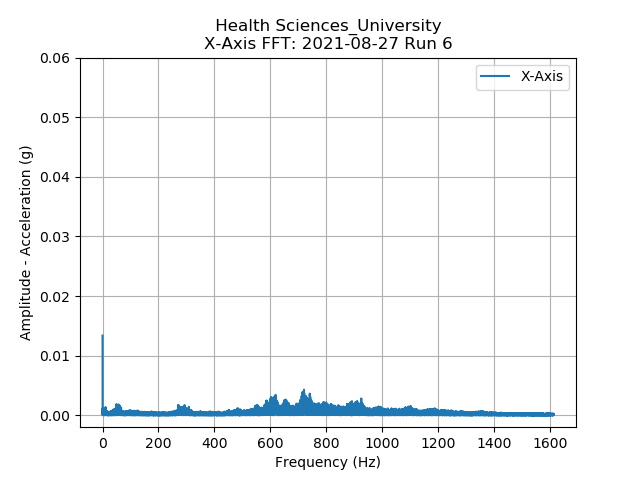 Health Sciences_University
X-Axis FFT: 2021-08-27 Run 6
X-Axis
Amplitude - Acceleration (g)
0.06
0.05
0.04
0.03
0.02
0.01
0.00
0 200 400 600 800 1000 1200 1400 1600
Frequency (Hz)